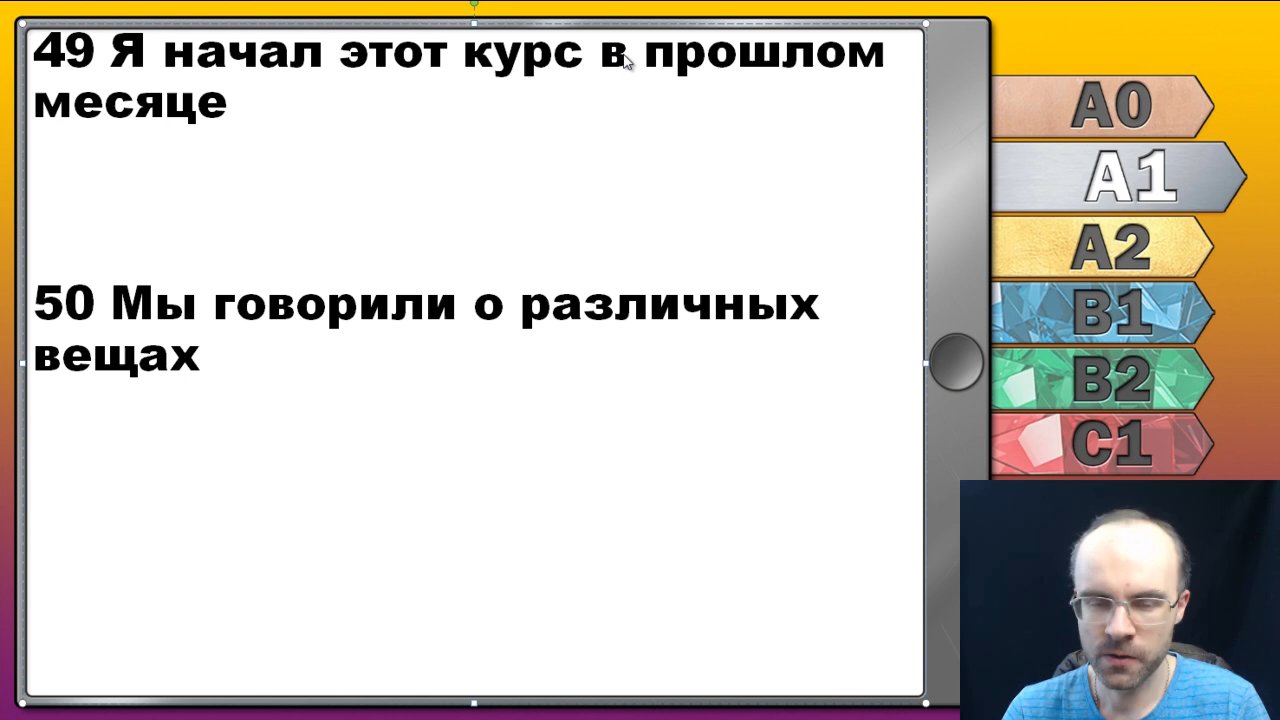 49 Я начал этот курс в прошлом
месяце
50 Мы говорили о различных
вещах
A0
A1
A2
B1
B2
C1